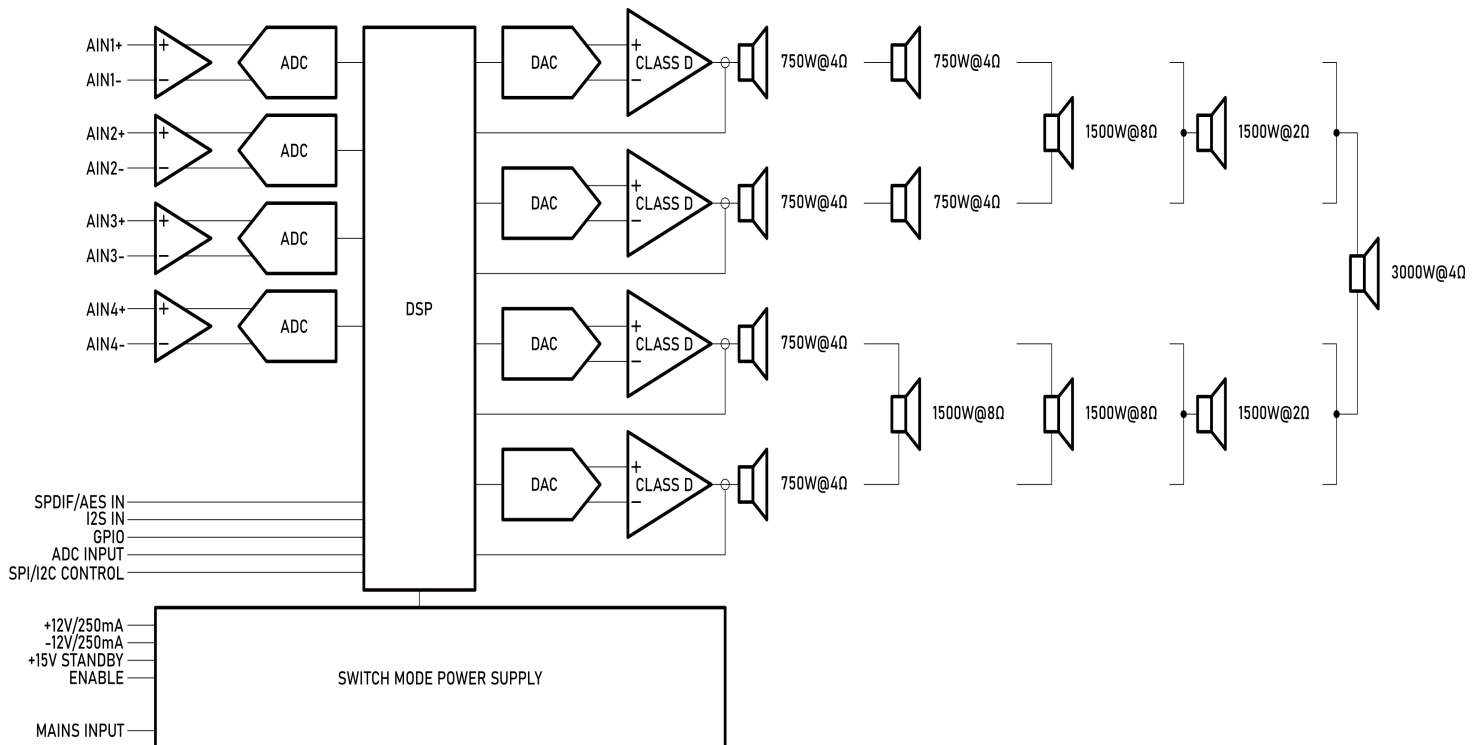 AIN1+
AIN1-
+
−
ADC
DAC
+
−
CLASS D
750W@4Ω
750W@4Ω
AIN2+
AIN2-
+
−
ADC
1500W@8Ω
1500W@2Ω
AIN3+
AIN3-
+
−
ADC
DAC
+
−
CLASS D
750W@4Ω
750W@4Ω
3000W@4Ω
AIN4+
AIN4-
+
−
ADC
DSP
DAC
+
−
CLASS D
750W@4Ω
1500W@8Ω
1500W@8Ω
1500W@2Ω
DAC
+
−
CLASS D
750W@4Ω
SPDIF/AES IN
I2S IN
GPIO
ADC INPUT
SPI/I2C CONTROL
+12V/250mA
-12V/250mA
+15V STANDBY
ENABLE
SWITCH MODE POWER SUPPLY
MAINS INPUT